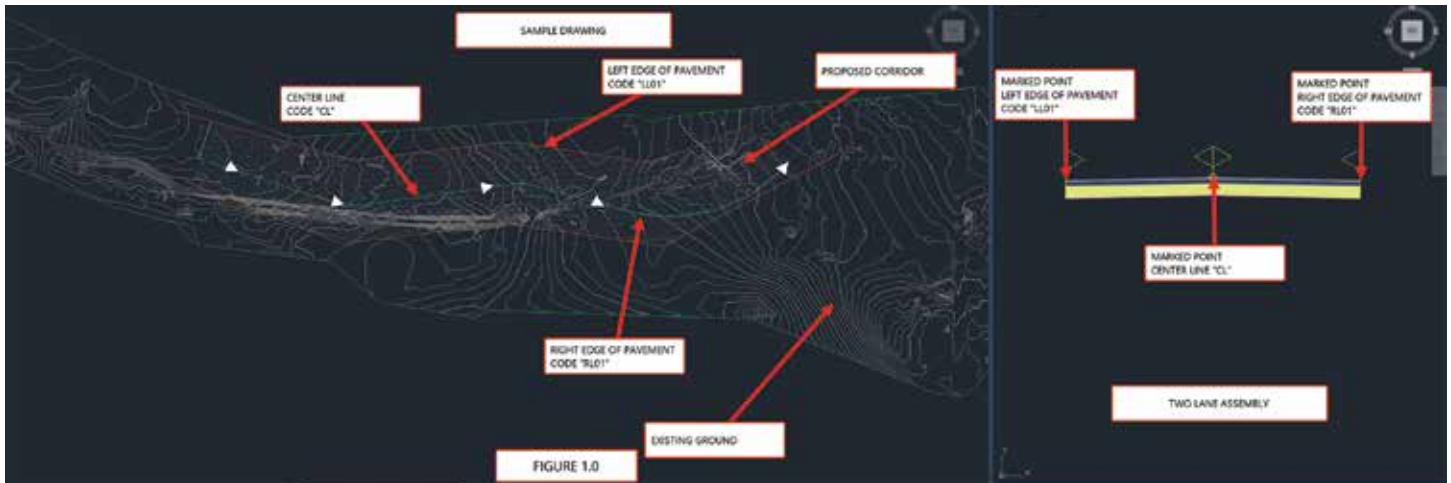 SAMPLE DRAWING
LEFT EDGE OF PAVEMENT
CODE "LL01"
PROPOSED CORRIDOR
CENTER LINE
CODE "CL"
RIGHT EDGE OF PAVEMENT
CODE "RL01"
EXISTING GROUND
FIGURE 1.0
MARKED POINT
LEFT EDGE OF PAVEMENT
CODE "LL01"
MARKED POINT
RIGHT EDGE OF PAVEMENT
CODE "RL01"
MARKED POINT
CENTER LINE "CL"
TWO LANE ASSEMBLY